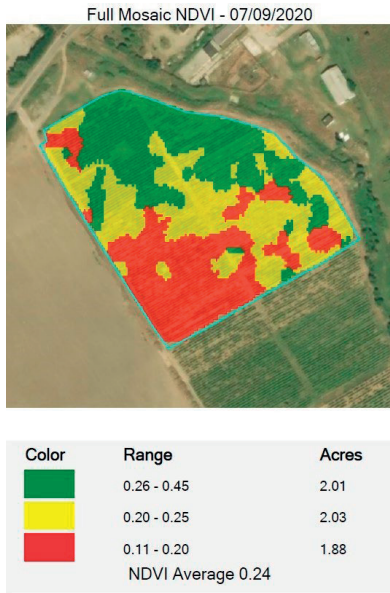 Full Mosaic NDVI - 07/09/2020
Color Range Acres
0.26 - 0.45 2.01
0.20 - 0.25 2.03
0.11 - 0.20 1.88
NDVI Average 0.24